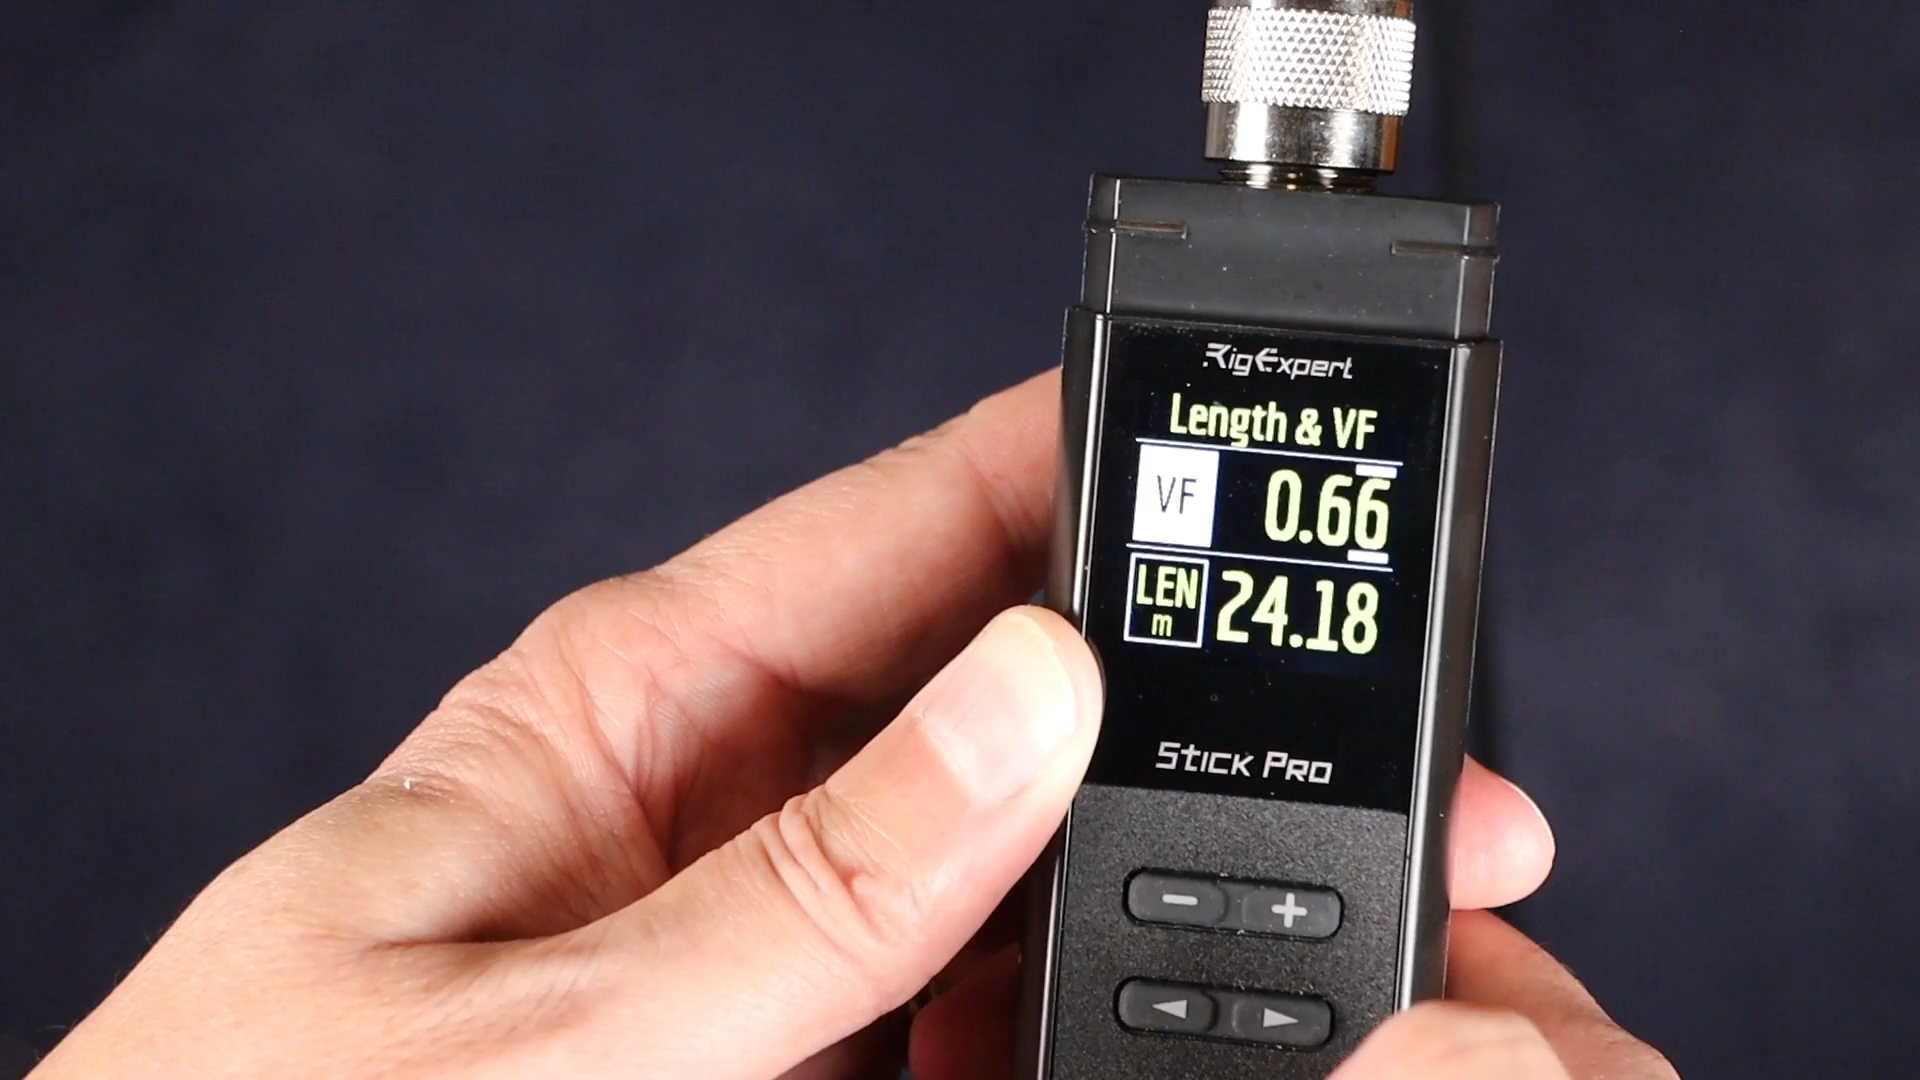 RigExpert
Length & VF
VF 0.66
LEN m 24.18
Stick Pro
− +
◄ ►